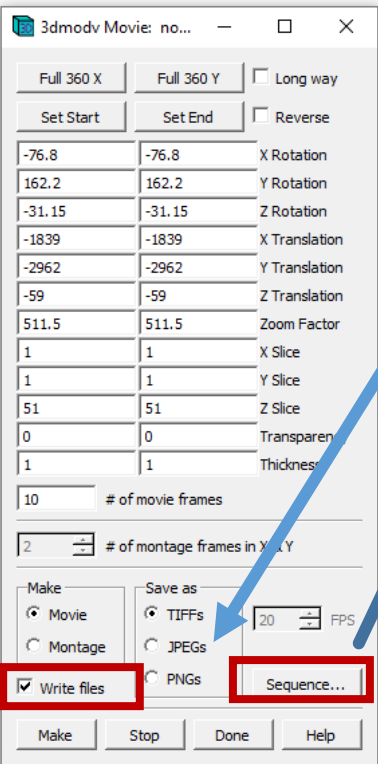 3dmodv Movie: no...
Full 360 X Full 360 Y Long way
Set Start Set End Reverse
-76.8 -76.8 X Rotation
162.2 162.2 Y Rotation
-31.15 -31.15 Z Rotation
-1839 -1839 X Translation
-2962 -2962 Y Translation
-59 -59 Z Translation
511.5 511.5 Zoom Factor
1 1 X Slice
1 1 Y Slice
51 51 Z Slice
0 0 Transparency
1 1 Thickness
10 # of movie frames
2 # of montage frames in X & Y
Make Save as
Movie TIFFs 20 FPS
Montage JPEGs
Write files PNGs Sequence...
Make Stop Done Help